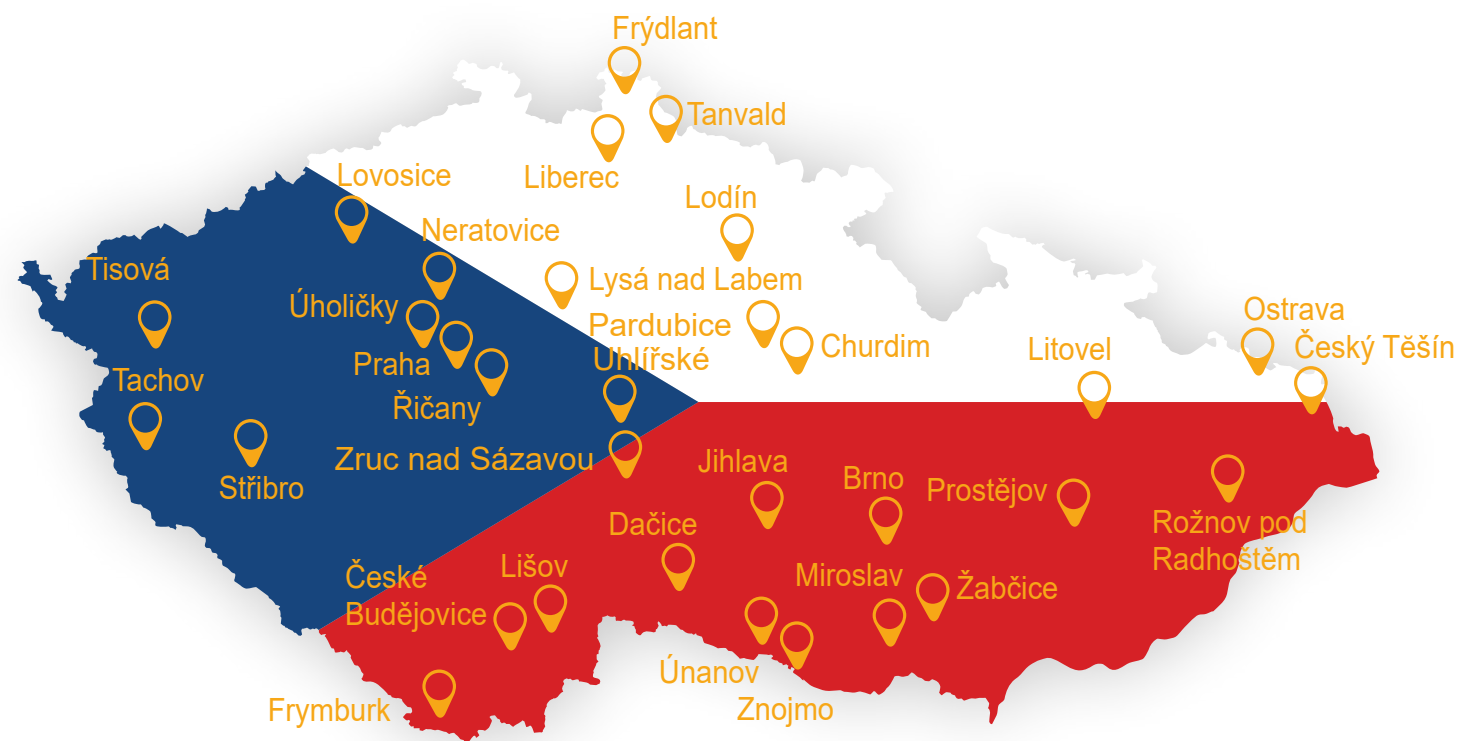 Frýdlant
Tanvald
Liberec
Lovosice
Lodín
Neratovice
Tisová
Lysá nad Labem
Úholičky
Ostrava
Pardubice
Churdim
Litovel
Český Těšín
Uhlířské
Praha
Tachov
Řičany
Zruc nad Sázavou
Jihlava
Brno
Prostějov
Střibro
Dačice
Rožnov pod
Radhoštěm
Lišov
České
Budějovice
Miroslav
Žabčice
Únanov
Znojmo
Frymburk